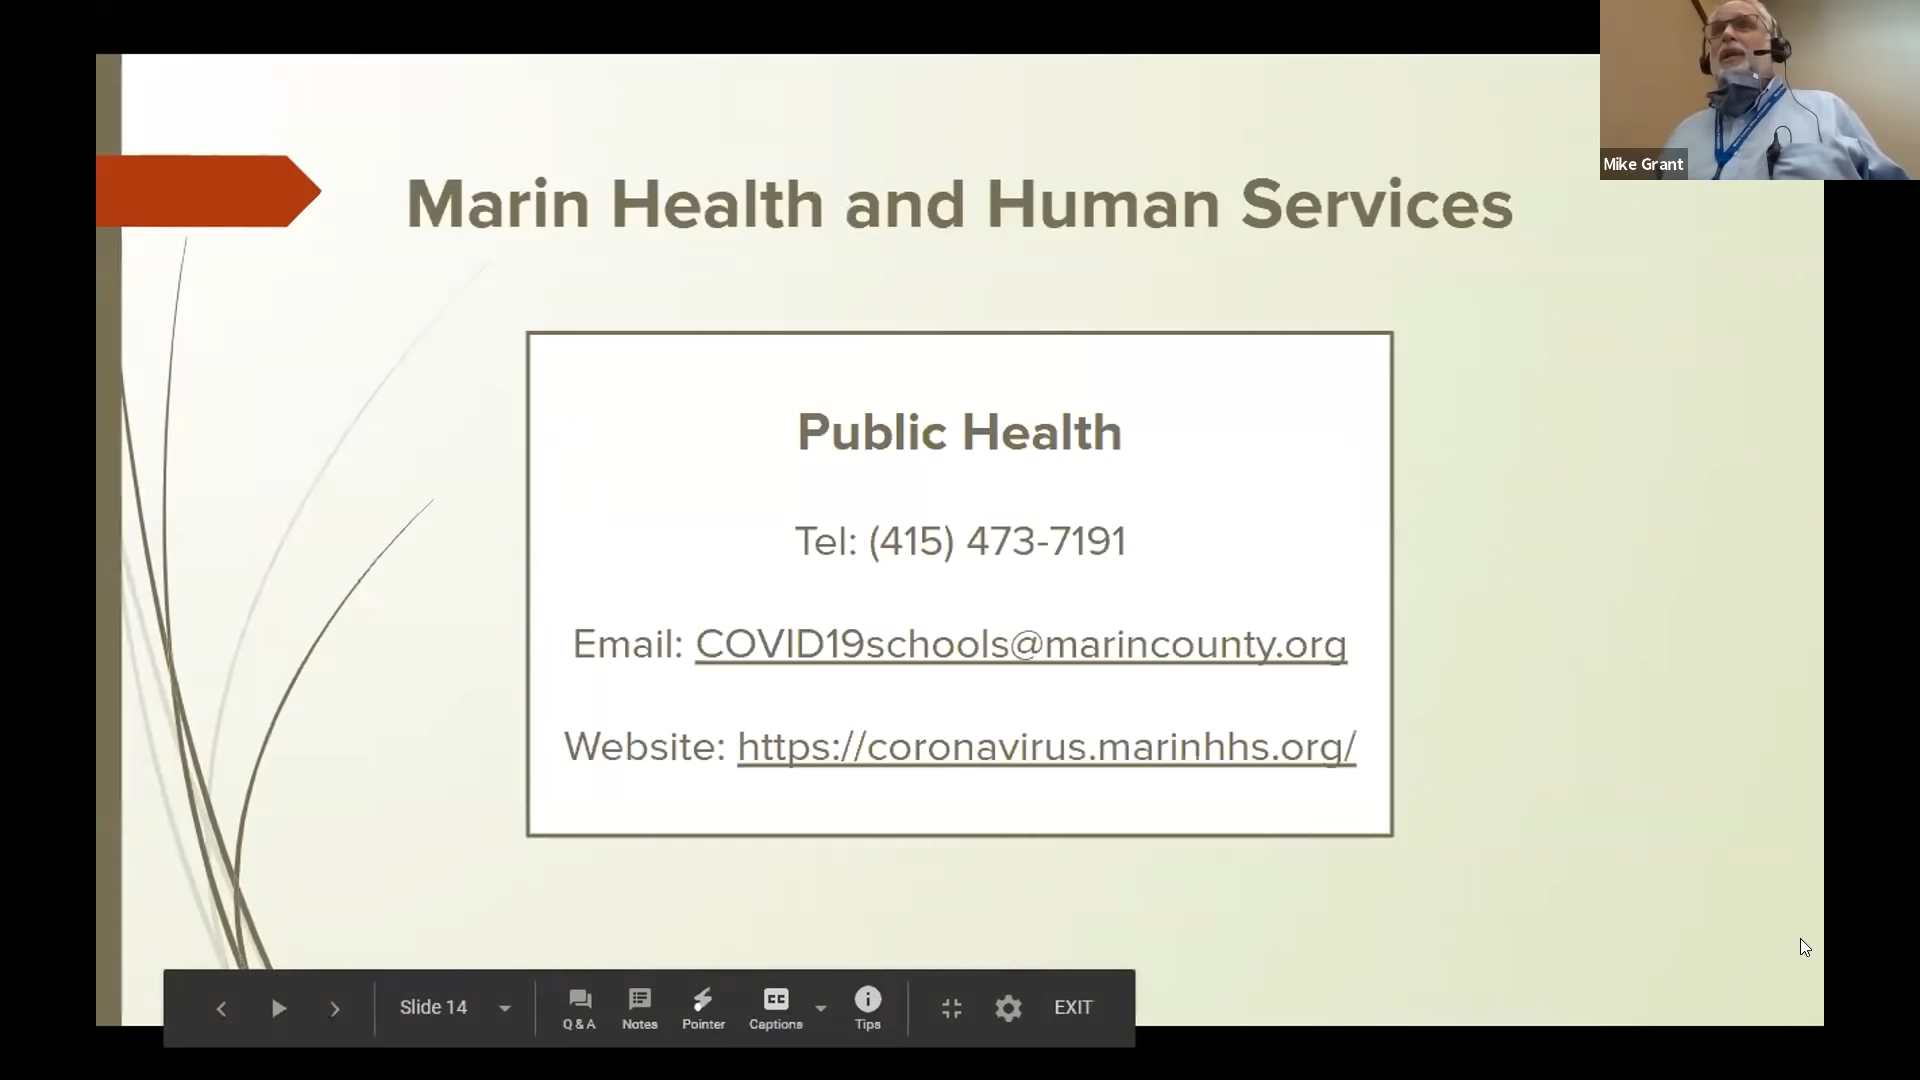 Mike Grant
Marin Health and Human Services
Public Health
Tel: (415) 473-7191
Email: COVID19schools@marincounty.org
Website: https://coronavirus.marinhhs.org/
Slide 14
Q & A
Notes
Pointer
CC
Captions
Tips
EXIT